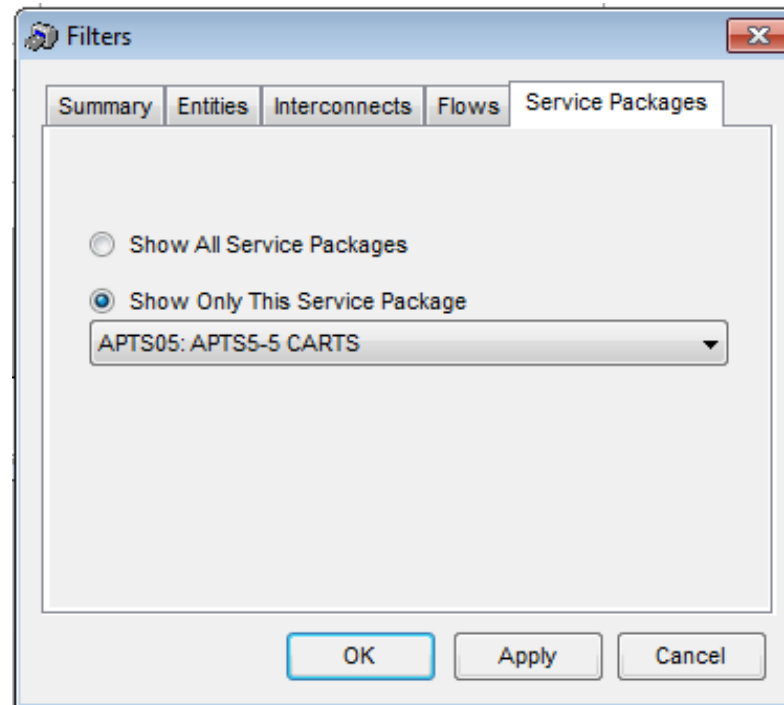 Filters
Summary Entities Interconnects Flows Service Packages
Show All Service Packages
Show Only This Service Package
APTS05: APTS5-5 CARTS
OK Apply Cancel